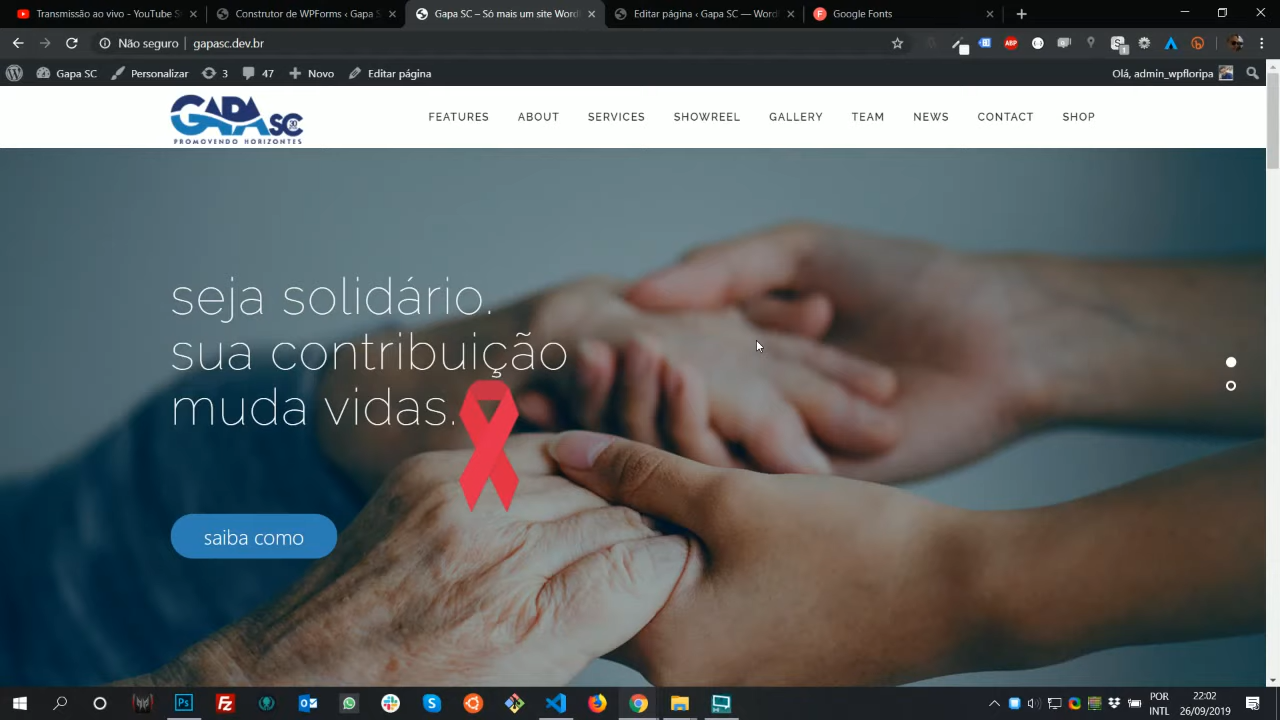 Transmissão ao vivo - YouTube S
Construtor de WPForms ‹ Gapa S
Gapa SC – Só mais um site Word
Editar página ‹ Gapa SC — Word
Google Fonts
Não seguro | gapasc.dev.br
ABP
Gapa SC
Personalizar
3
47
Novo
Editar página
Olá, admin_wpfloripa
GAPA SC
PROMOVENDO HORIZONTES
FEATURES
ABOUT
SERVICES
SHOWREEL
GALLERY
TEAM
NEWS
CONTACT
SHOP
seja solidário.
sua contribuição
muda vidas.
saiba como
Ps
Fz
POR
INTL
22:02
26/09/2019